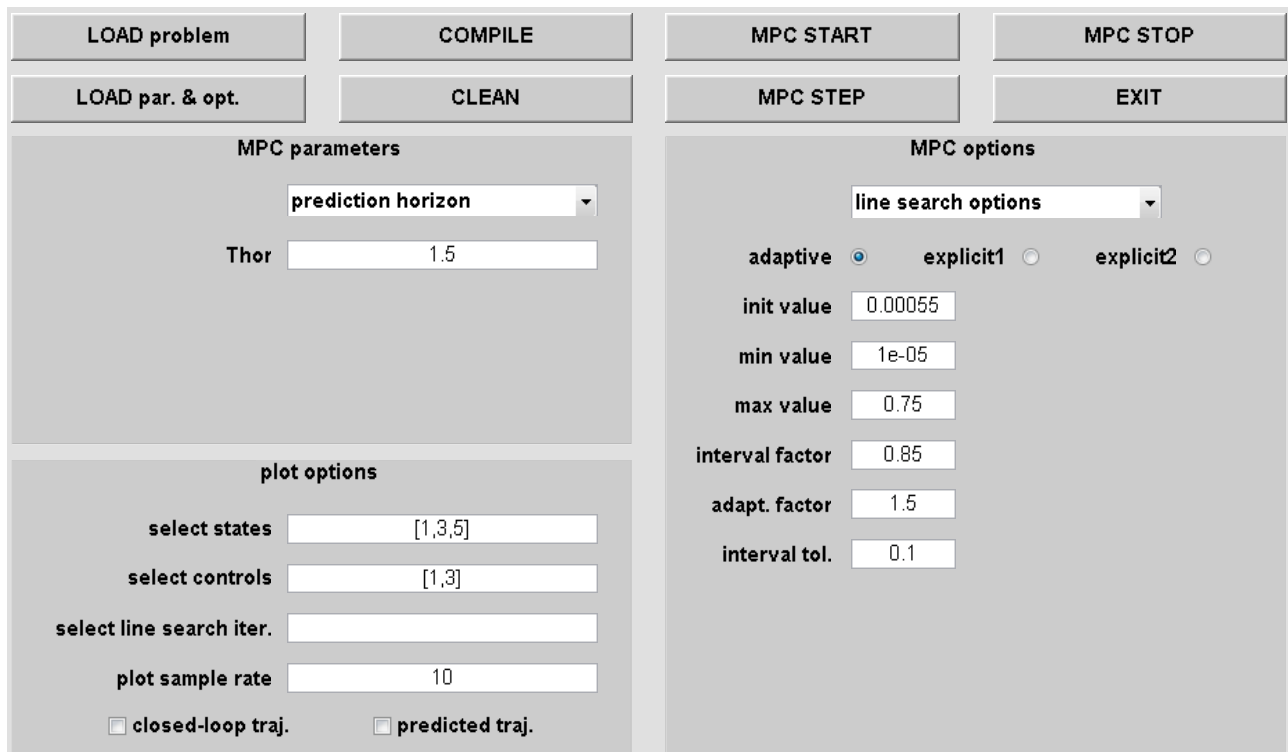 LOAD problem
COMPILE
MPC START
MPC STOP
LOAD par. & opt.
CLEAN
MPC STEP
EXIT
MPC parameters
prediction horizon
Thor 1.5
plot options
select states [1,3,5]
select controls [1,3]
select line search iter.
plot sample rate 10
closed-loop traj. predicted traj.
MPC options
line search options
adaptive explicit1 explicit2
init value 0.00055
min value 1e-05
max value 0.75
interval factor 0.85
adapt. factor 1.5
interval tol. 0.1